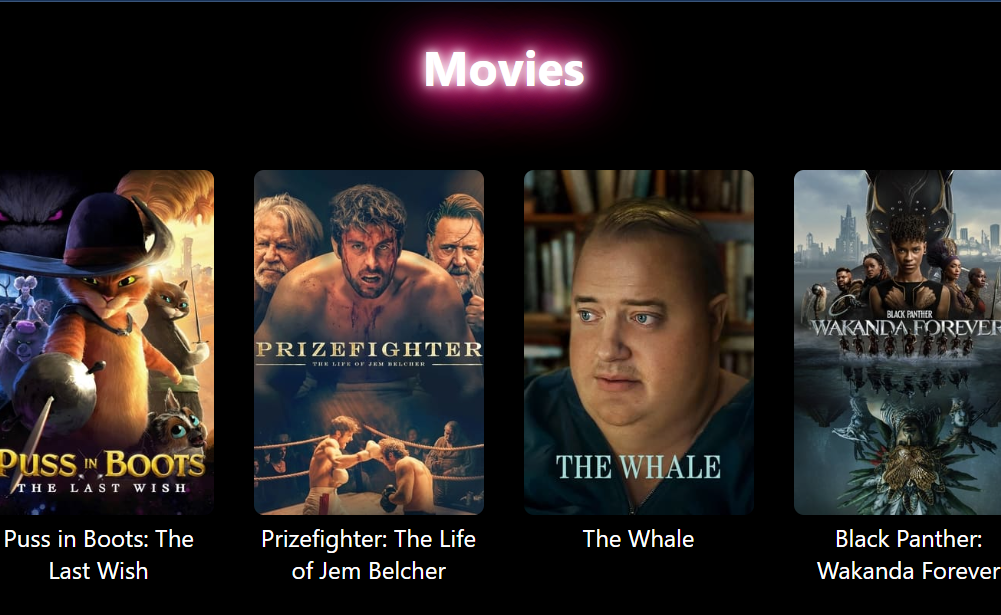 Movies
PUSS IN BOOTS
THE LAST WISH
PRIZEFIGHTER
THE LIFE OF JEM BELCHER
THE WHALE
BLACK PANTHER
WAKANDA FOREVER
Puss in Boots: The
Last Wish
Prizefighter: The Life
of Jem Belcher
The Whale
Black Panther:
Wakanda Forever